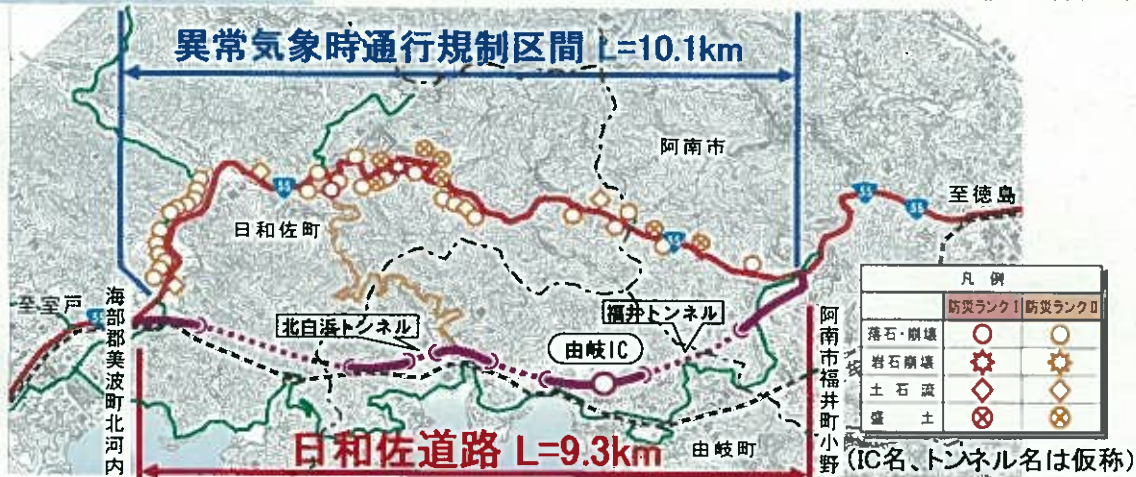 異常気象時通行規制区間 L=10.1km
阿南市
至徳島
55
55
55
55
日和佐町
至室戸
55
海部郡美波町北河内
北白浜トンネル
福井トンネル
由岐IC
阿南市福井町小野
日和佐道路 L=9.3km
由岐町
凡例
防災ランクⅠ 防災ランクⅡ
落石・崩壊
岩石崩壊
土石流
盛土
(IC名、トンネル名は仮称)